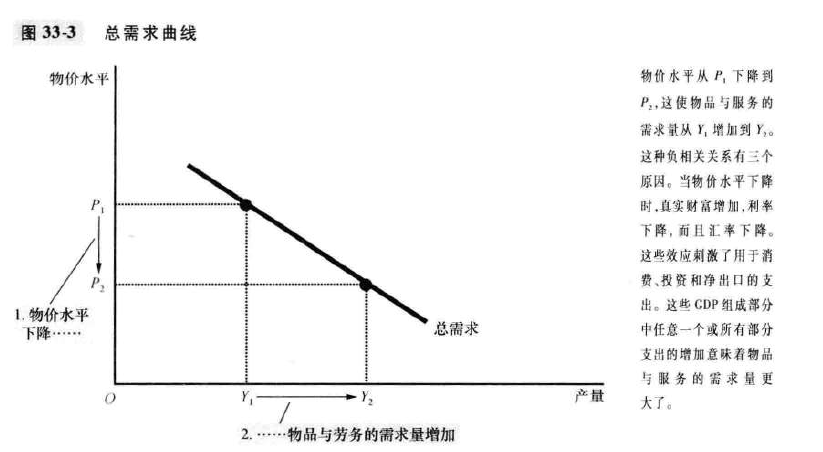 图 33-3 总需求曲线
物价水平
P₁
P₂
1. 物价水平
下降……
总需求
O
Y₁
Y₂
产量
2. ……物品与劳务的需求量增加
物价水平从 P₁ 下降到
P₂,这使物品与服务的
需求量从 Y₁ 增加到 Y₂。
这种负相关关系有三个
原因。当物价水平下降
时,真实财富增加、利率
下降,而且汇率下降。
这些效应刺激了用于消
费、投资和净出口的支
出。这些 GDP 组成部分
中任意一个或所有部分
支出的增加意味着物品
与服务的需求量更
大了。